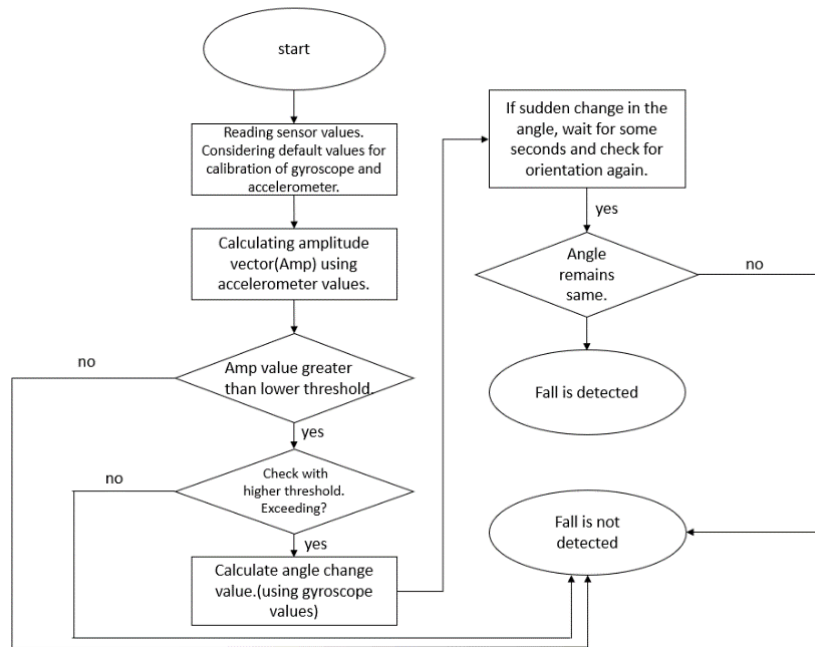 start
Reading sensor values.
Considering default values for
calibration of gyroscope and
accelerometer.
Calculating amplitude
vector(Amp) using
accelerometer values.
no
Amp value greater
than lower threshold.
yes
no
Check with
higher threshold.
Exceeding?
yes
Calculate angle change
value.(using gyroscope
values)
If sudden change in the
angle, wait for some
seconds and check for
orientation again.
yes
Angle
remains
same.
no
Fall is detected
Fall is not
detected